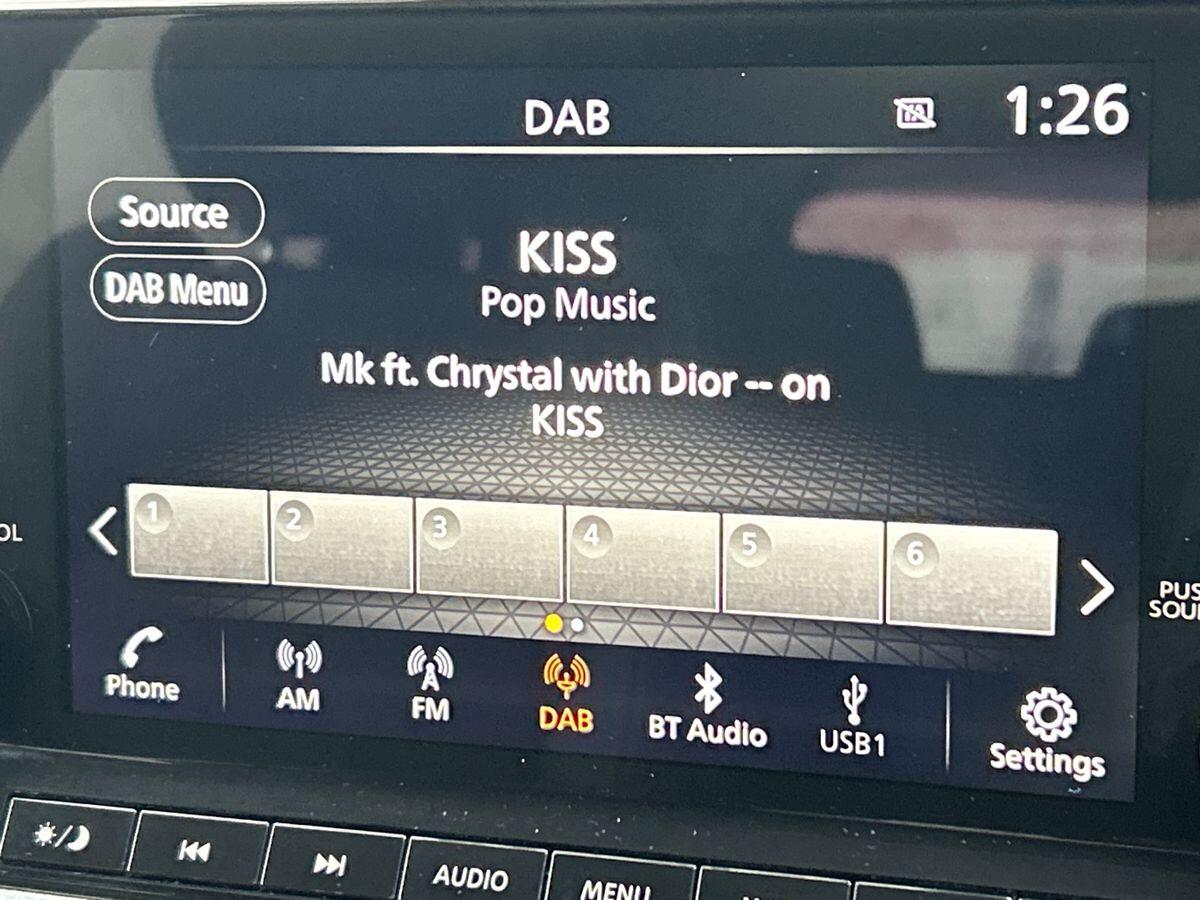 DAB
TA
1:26
Source
DAB Menu
KISS
Pop Music
Mk ft. Chrystal with Dior -- on
KISS
1 2 3 4 5 6
OL
PUS
SOU
Phone
AM
FM
DAB
BT Audio
USB1
Settings
AUDIO
MENU